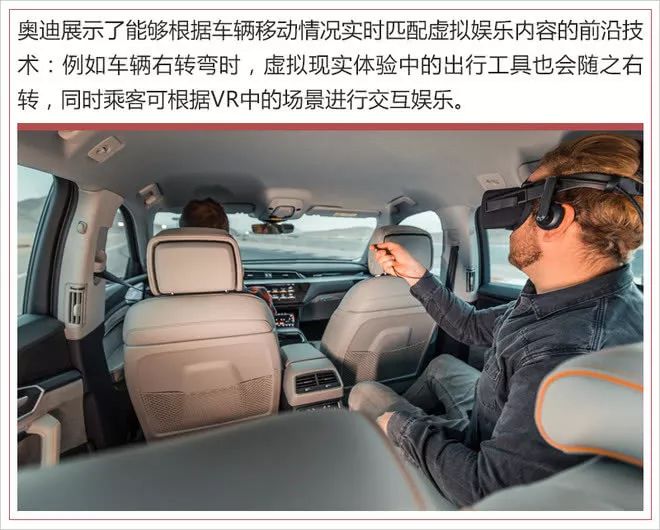 奥迪展示了能够根据车辆移动情况实时匹配虚拟娱乐内容的前沿技
术：例如车辆右转弯时，虚拟现实体验中的出行工具也会随之右
转，同时乘客可根据VR中的场景进行交互娱乐。